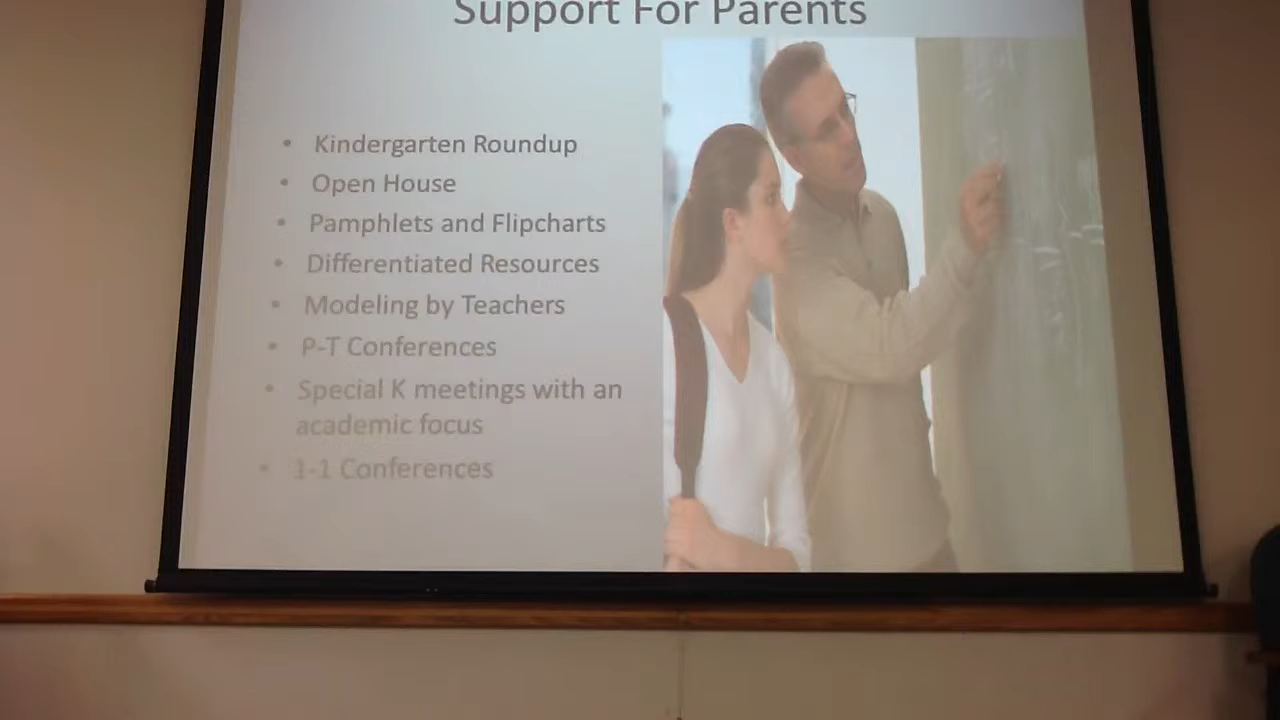 Support For Parents
• Kindergarten Roundup
• Open House
• Pamphlets and Flipcharts
• Differentiated Resources
• Modeling by Teachers
• P-T Conferences
• Special K meetings with an
academic focus
• 1-1 Conferences